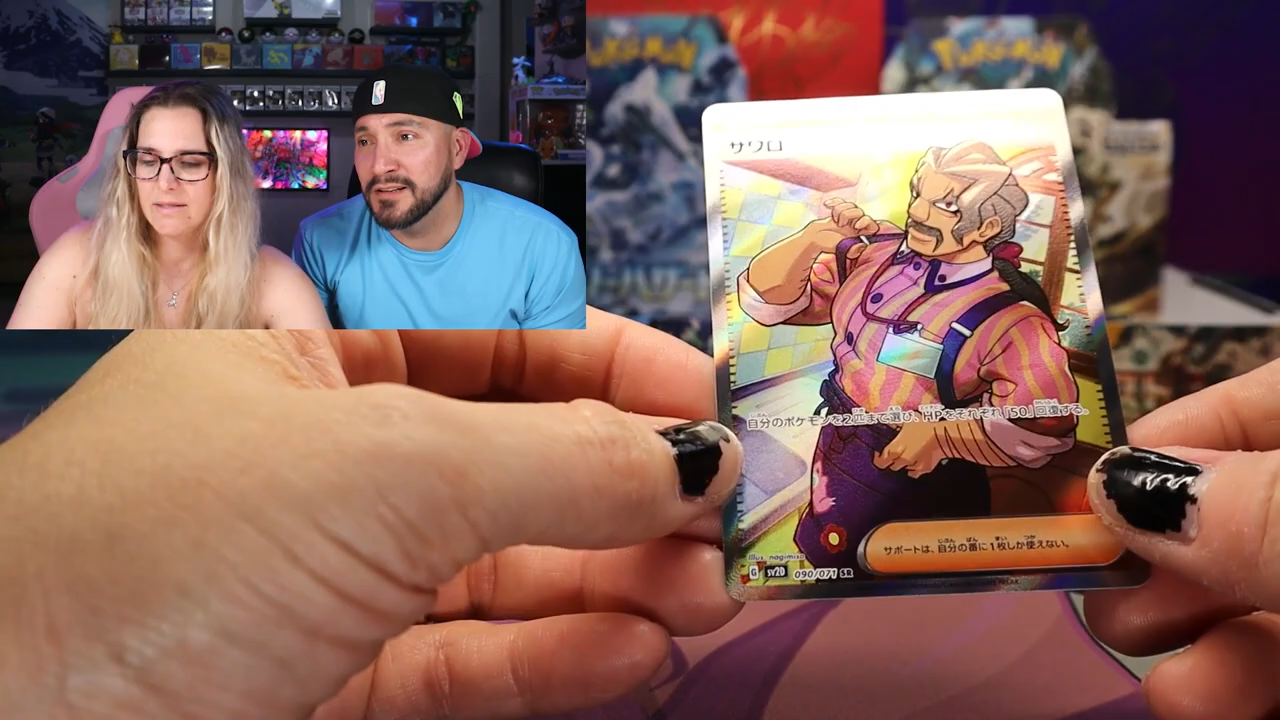 Pokémon
Pokémon
サワロ
自分のポケモンを2匹まで選び、HPをそれぞれ「50」回復する。
サポートは、自分の番に1枚しか使えない。
Illus. nagimiso
G sv2D 090/071 SR